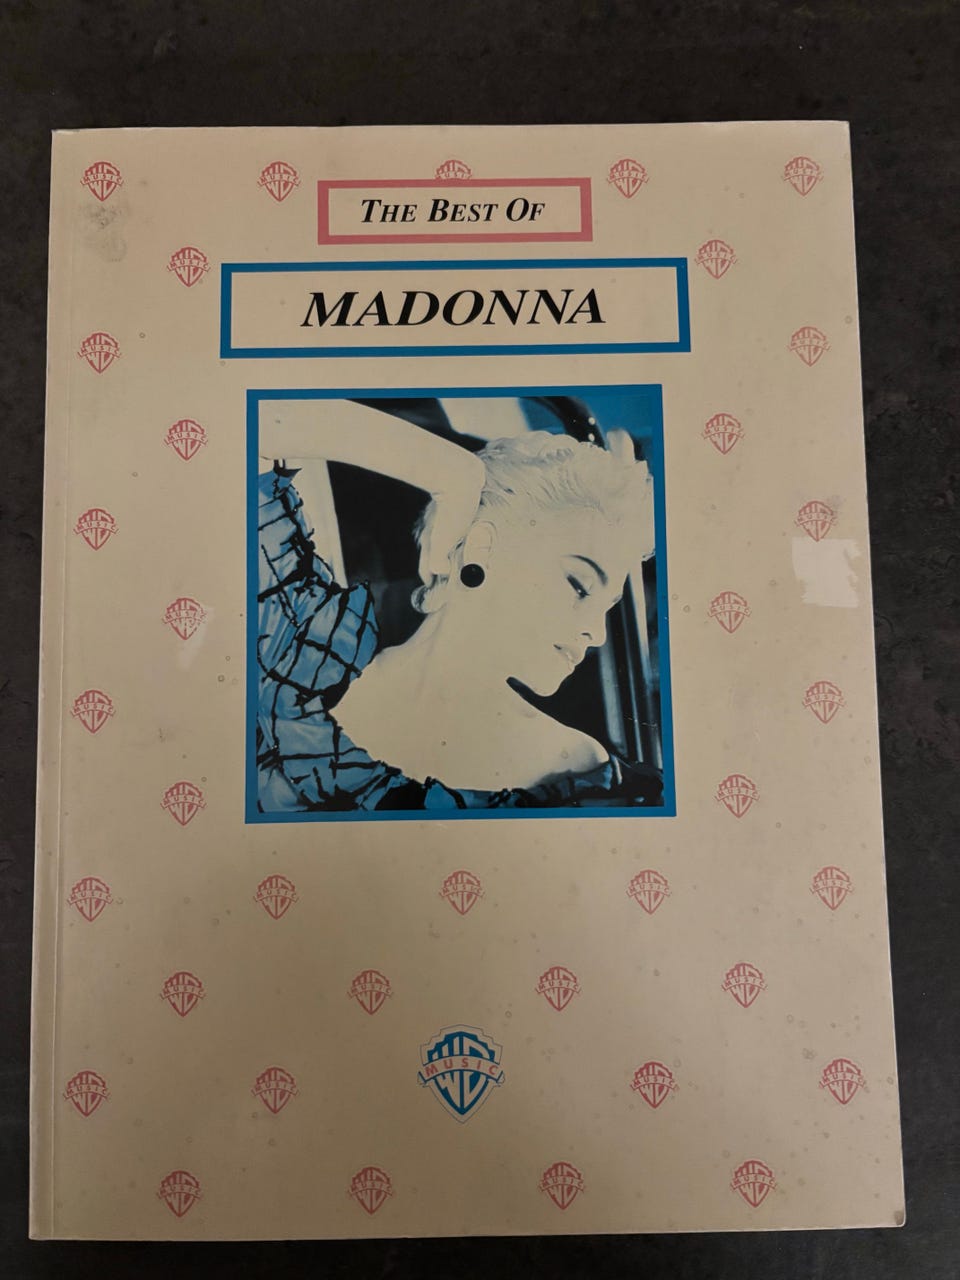 THE BEST OF
MADONNA
MUSIC